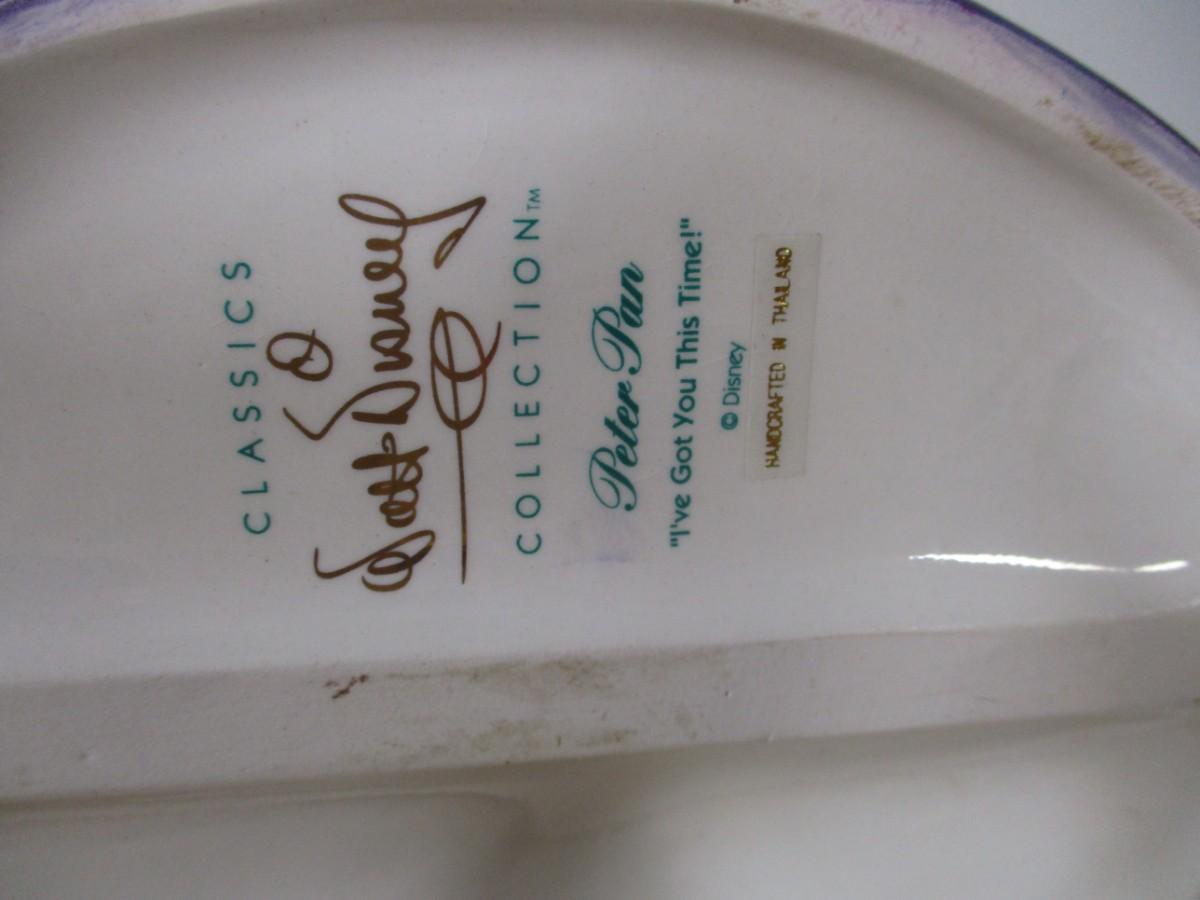 CLASSICS
Walt Disney
COLLECTION™
Peter Pan
"I've Got You This Time!"
© Disney
HANDCRAFTED IN THAILAND